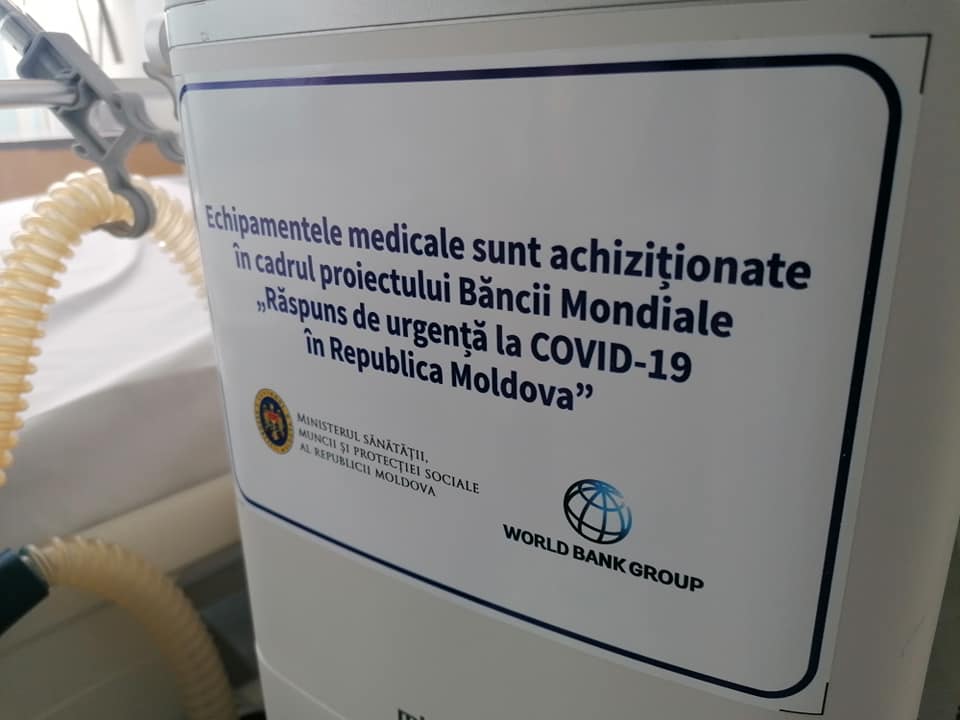 Echipamentele medicale sunt achiziționate
în cadrul proiectului Băncii Mondiale
„Răspuns de urgență la COVID-19
în Republica Moldova”
MINISTERUL SĂNĂTĂȚII,
MUNCII ȘI PROTECȚIEI SOCIALE
AL REPUBLICII MOLDOVA
WORLD BANK GROUP